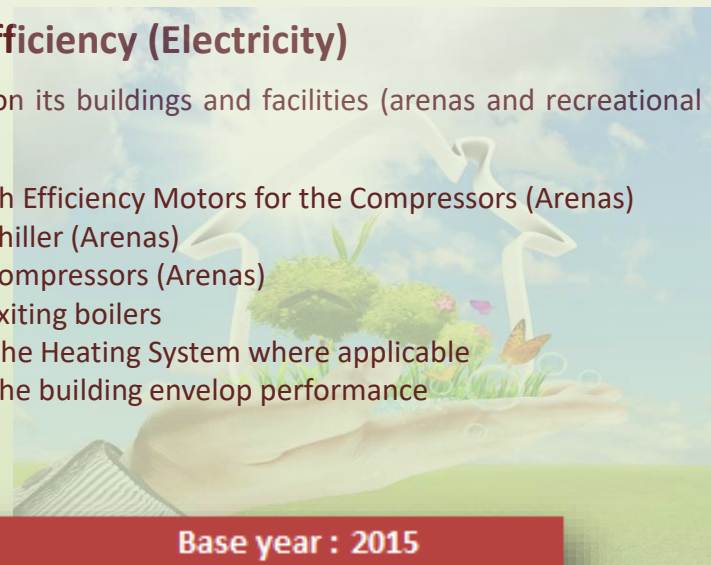 fficiency (Electricity)
on its buildings and facilities (arenas and recreational
h Efficiency Motors for the Compressors (Arenas)
hiller (Arenas)
ompressors (Arenas)
xiting boilers
he Heating System where applicable
he building envelop performance
Base year : 2015